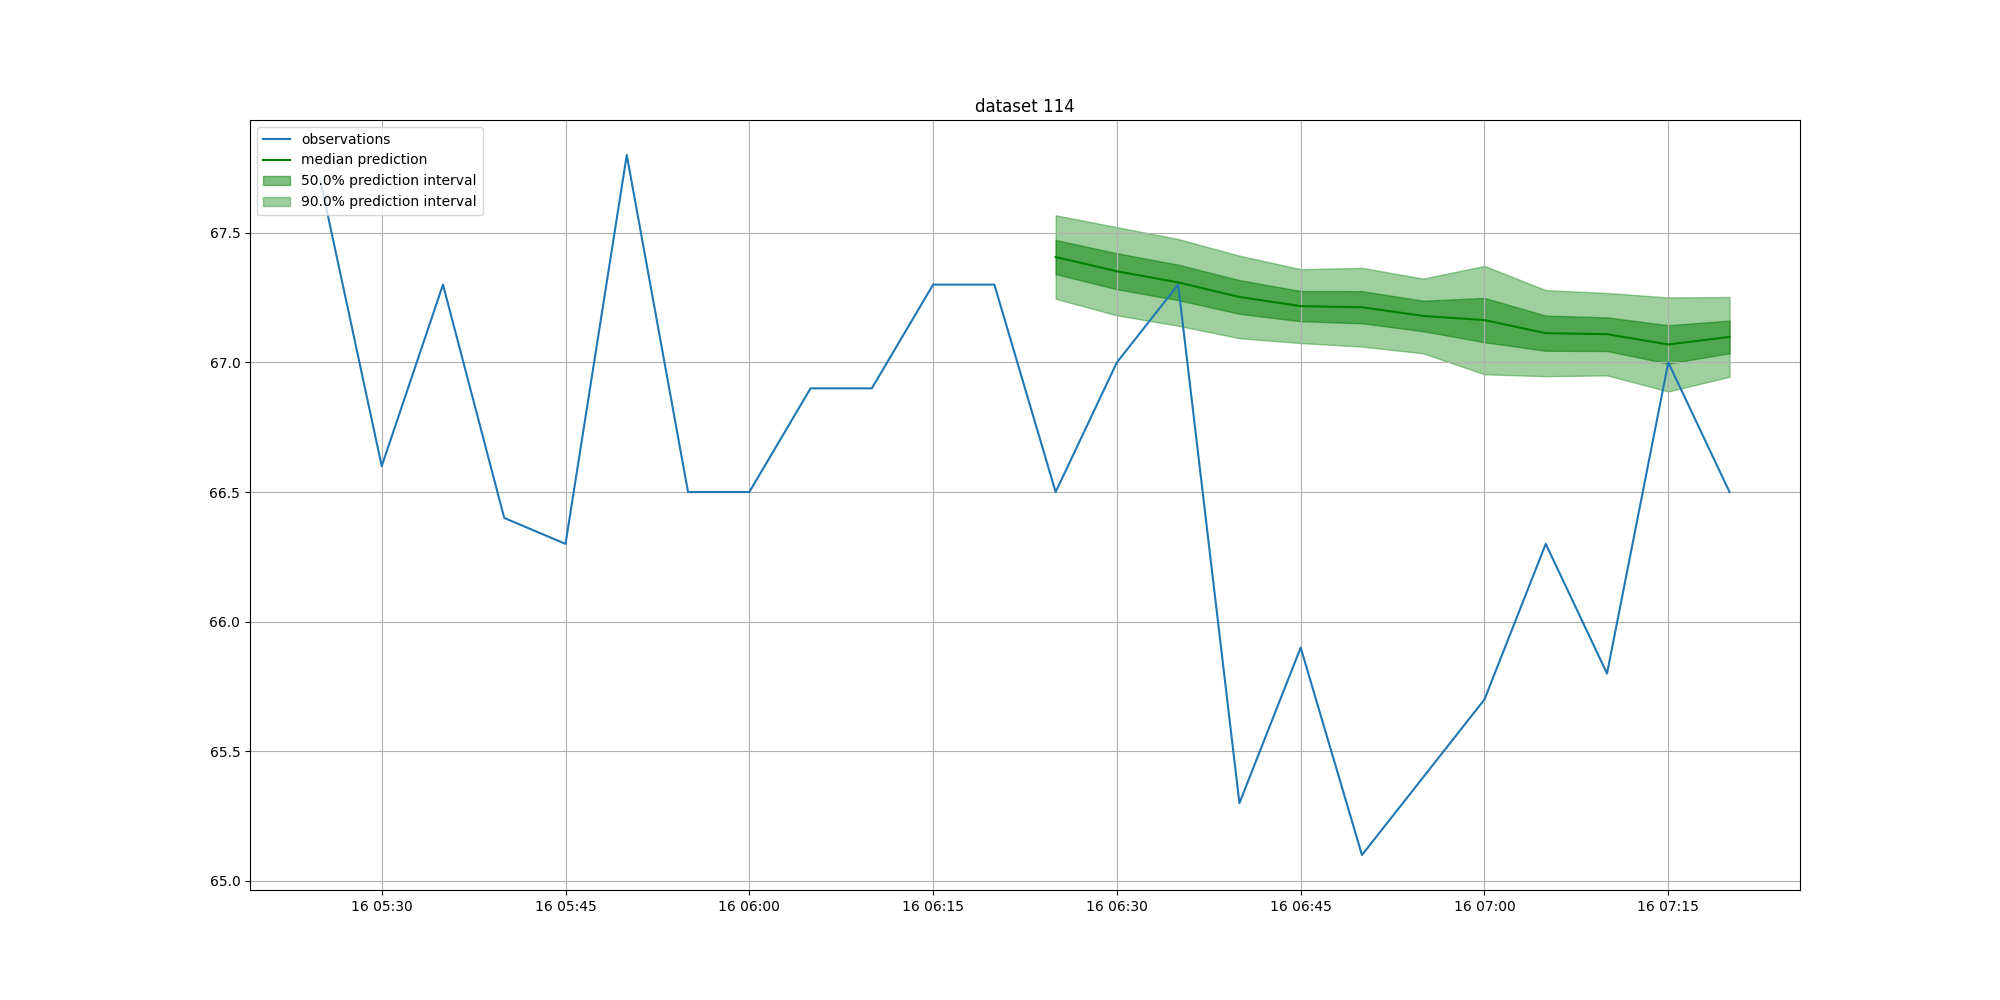 dataset 114
observations
median prediction
50.0% prediction interval
90.0% prediction interval
67.5
67.0
66.5
66.0
65.5
65.0
16 05:30
16 05:45
16 06:00
16 06:15
16 06:30
16 06:45
16 07:00
16 07:15